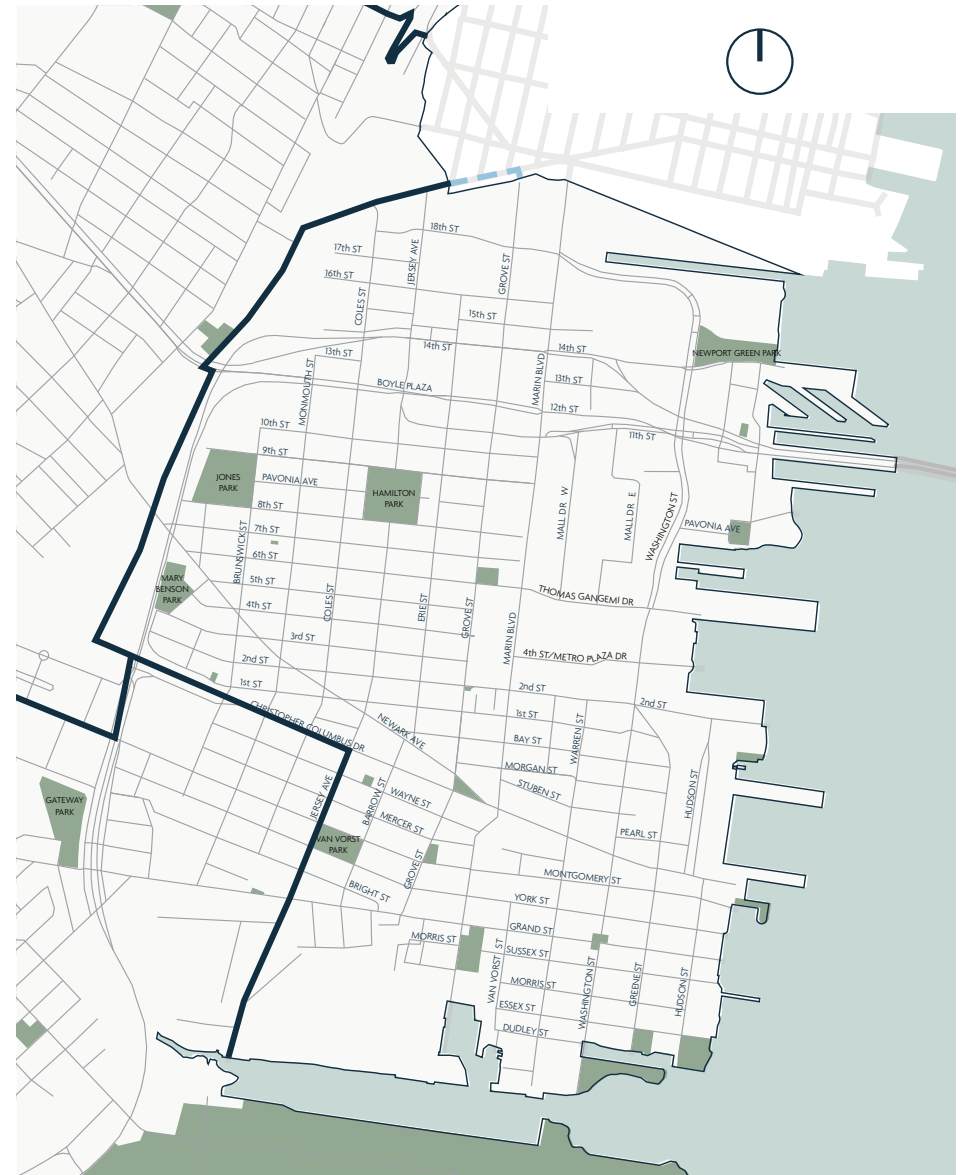 18th ST
17th ST
JERSEY AVE
GROVE ST
16th ST
COLES ST
15th ST
14th ST
14th ST
13th ST
NEWPORT GREEN PARK
MONMOUTH ST
BOYLE PLAZA
MARIN BLVD
13th ST
12th ST
10th ST
11th ST
9th ST
JONES
PARK
PAVONIA AVE
HAMILTON
PARK
8th ST
MALL DR W
MALL DR E
WASHINGTON ST
PAVONIA AVE
7th ST
BRUNSWICK ST
6th ST
MARY
BENSON
PARK
5th ST
4th ST
COLES ST
ERIE ST
GROVE ST
THOMAS GANGEMI DR
MARIN BLVD
3rd ST
4th ST/METRO PLAZA DR
2nd ST
1st ST
2nd ST
2nd ST
CHRISTOPHER COLUMBUS DR
NEWARK AVE
1st ST
WARREN ST
BAY ST
MORGAN ST
STUBEN ST
HUDSON ST
GATEWAY
PARK
JERSEY AVE
BARROW ST
WAYNE ST
MERCER ST
PEARL ST
VAN VORST
PARK
GROVE ST
MONTGOMERY ST
BRIGHT ST
YORK ST
GRAND ST
MORRIS ST
SUSSEX ST
VAN VORST ST
MORRIS ST
WASHINGTON ST
GREENE ST
HUDSON ST
ESSEX ST
DUDLEY ST